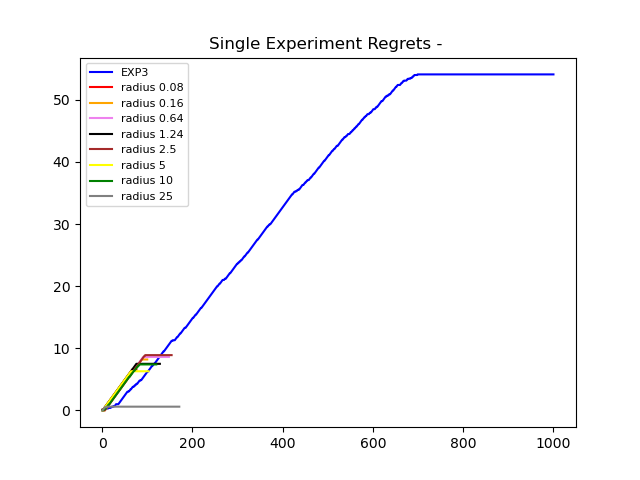 Single Experiment Regrets -
EXP3
radius 0.08
radius 0.16
radius 0.64
radius 1.24
radius 2.5
radius 5
radius 10
radius 25
50
40
30
20
10
0
0 200 400 600 800 1000